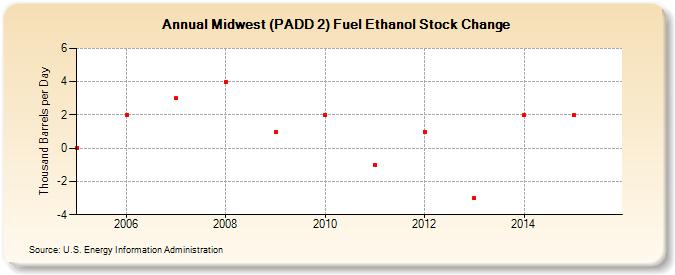 Annual Midwest (PADD 2) Fuel Ethanol Stock Change
Thousand Barrels per Day
6
4
2
0
-2
-4
2006 2008 2010 2012 2014
Source: U.S. Energy Information Administration